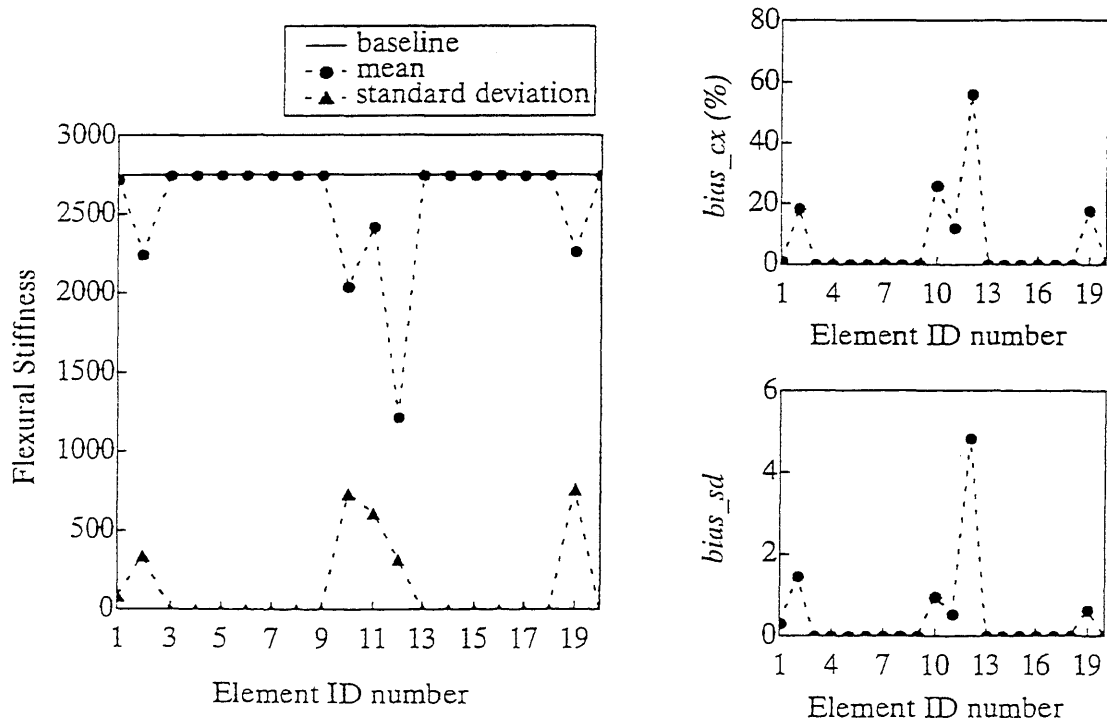 baseline
mean
standard deviation
3000
2500
2000
1500
1000
500
0
Flexural Stiffness
1 3 5 7 9 11 13 15 17 19
Element ID number
80
60
40
20
0
bias_cx (%)
1 4 7 10 13 16 19
Element ID number
6
4
2
0
bias_sd
1 4 7 10 13 16 19
Element ID number